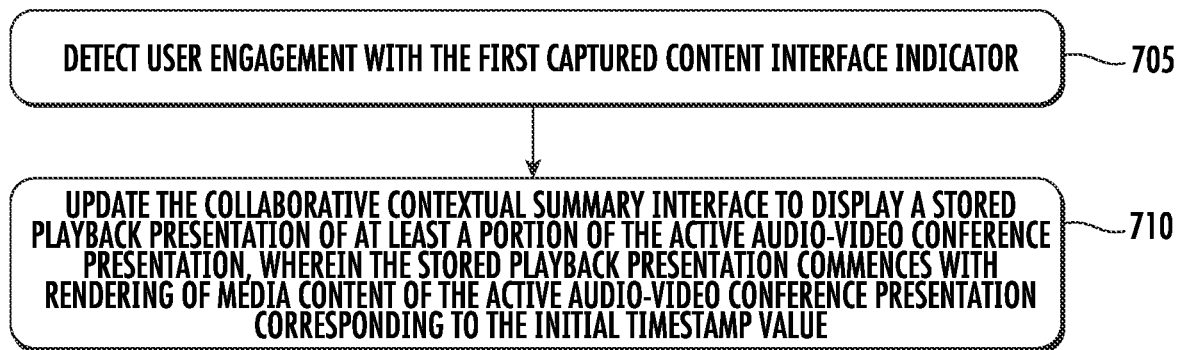 DETECT USER ENGAGEMENT WITH THE FIRST CAPTURED CONTENT INTERFACE INDICATOR
705
UPDATE THE COLLABORATIVE CONTEXTUAL SUMMARY INTERFACE TO DISPLAY A STORED
PLAYBACK PRESENTATION OF AT LEAST A PORTION OF THE ACTIVE AUDIO-VIDEO CONFERENCE
PRESENTATION, WHEREIN THE STORED PLAYBACK PRESENTATION COMMENCES WITH
RENDERING OF MEDIA CONTENT OF THE ACTIVE AUDIO-VIDEO CONFERENCE PRESENTATION
CORRESPONDING TO THE INITIAL TIMESTAMP VALUE
710